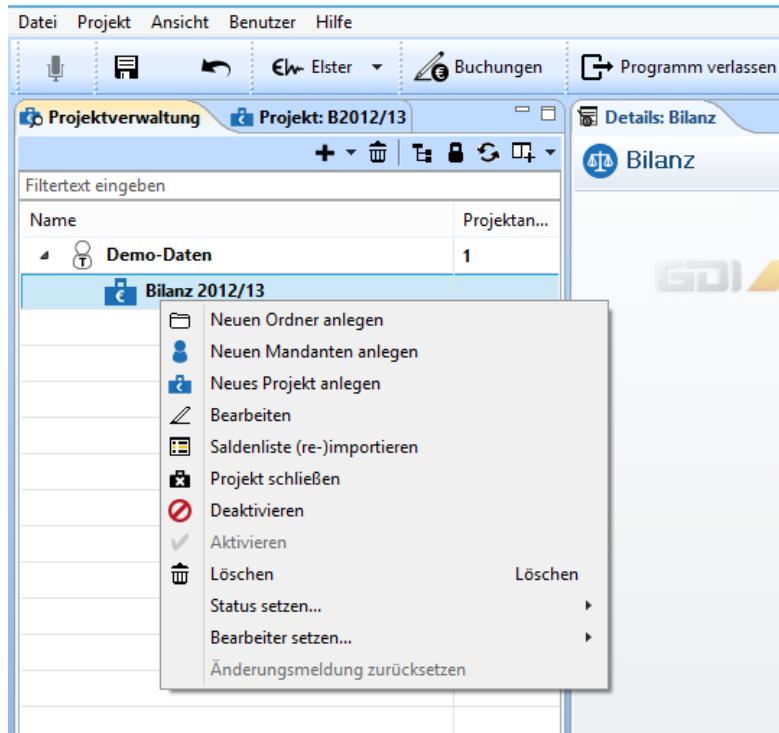 Datei Projekt Ansicht Benutzer Hilfe
Elster Buchungen Programm verlassen
Projektverwaltung Projekt: B2012/13 Details: Bilanz
Bilanz
Filtertext eingeben
Name Projektan...
Demo-Daten 1
Bilanz 2012/13
GDI
Neuen Ordner anlegen
Neuen Mandanten anlegen
Neues Projekt anlegen
Bearbeiten
Saldenliste (re-)importieren
Projekt schließen
Deaktivieren
Aktivieren
Löschen Löschen
Status setzen...
Bearbeiter setzen...
Änderungsmeldung zurücksetzen